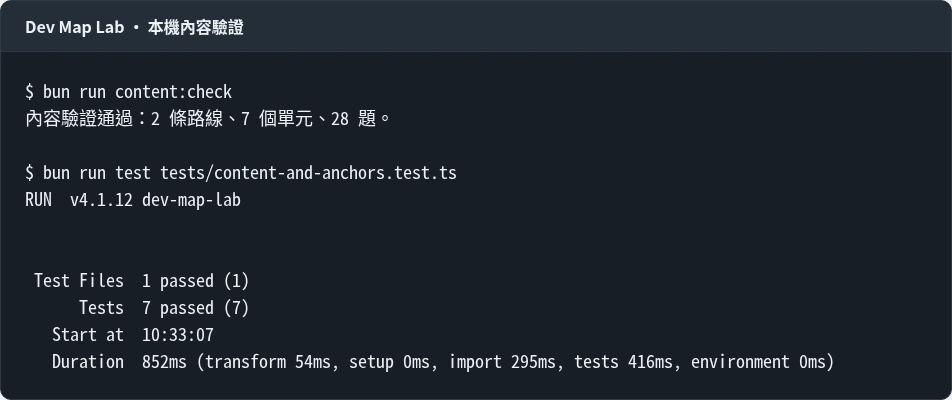 Dev Map Lab · 本機內容驗證
$ bun run content:check
內容驗證通過：2 條路線、7 個單元、28 題。
$ bun run test tests/content-and-anchors.test.ts
RUN  v4.1.12 dev-map-lab
Test Files  1 passed (1)
Tests  7 passed (7)
Start at  10:33:07
Duration  852ms (transform 54ms, setup 0ms, import 295ms, tests 416ms, environment 0ms)